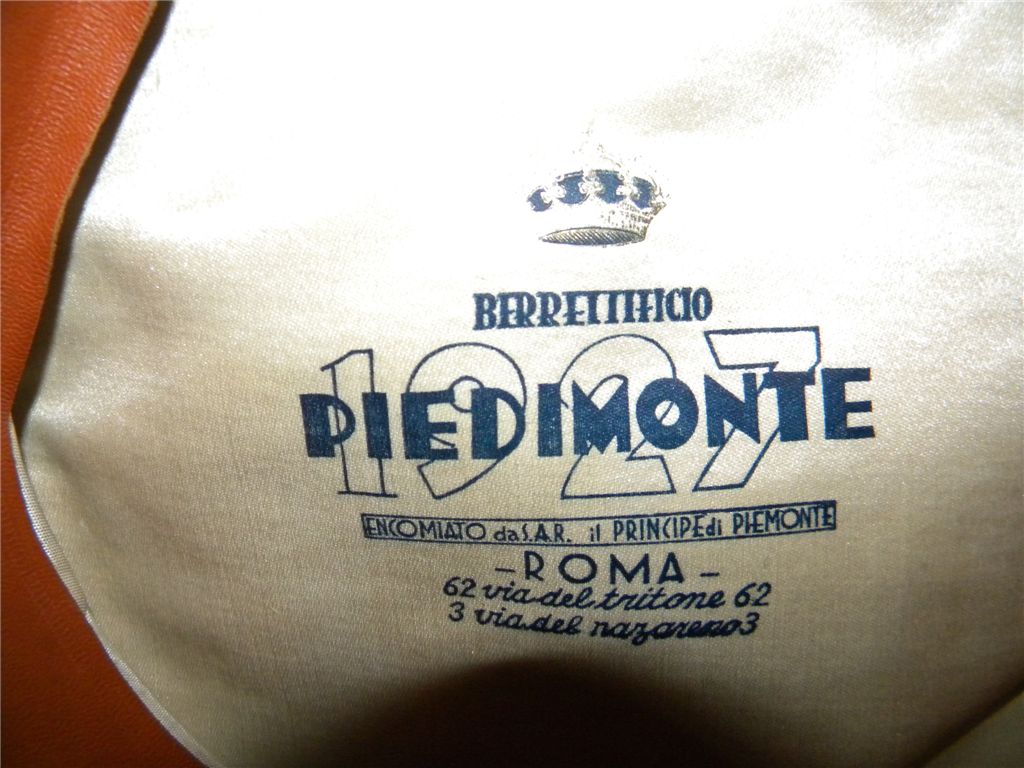 BERRETTIFICIO
1927
PIEDIMONTE
ENCOMIATO da S.A.R. il PRINCIPE di PIEMONTE
- ROMA -
62 via del tritone 62
3 via del nazareno 3